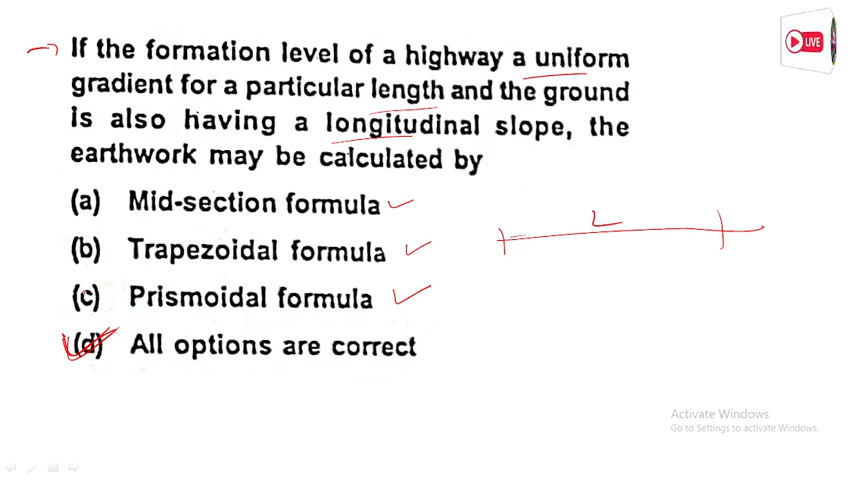 LIVE
If the formation level of a highway a uniform
gradient for a particular length and the ground
is also having a longitudinal slope, the
earthwork may be calculated by
(a) Mid-section formula
(b) Trapezoidal formula
(c) Prismoidal formula
(d) All options are correct
L
Activate Windows
Go to Settings to activate Windows.